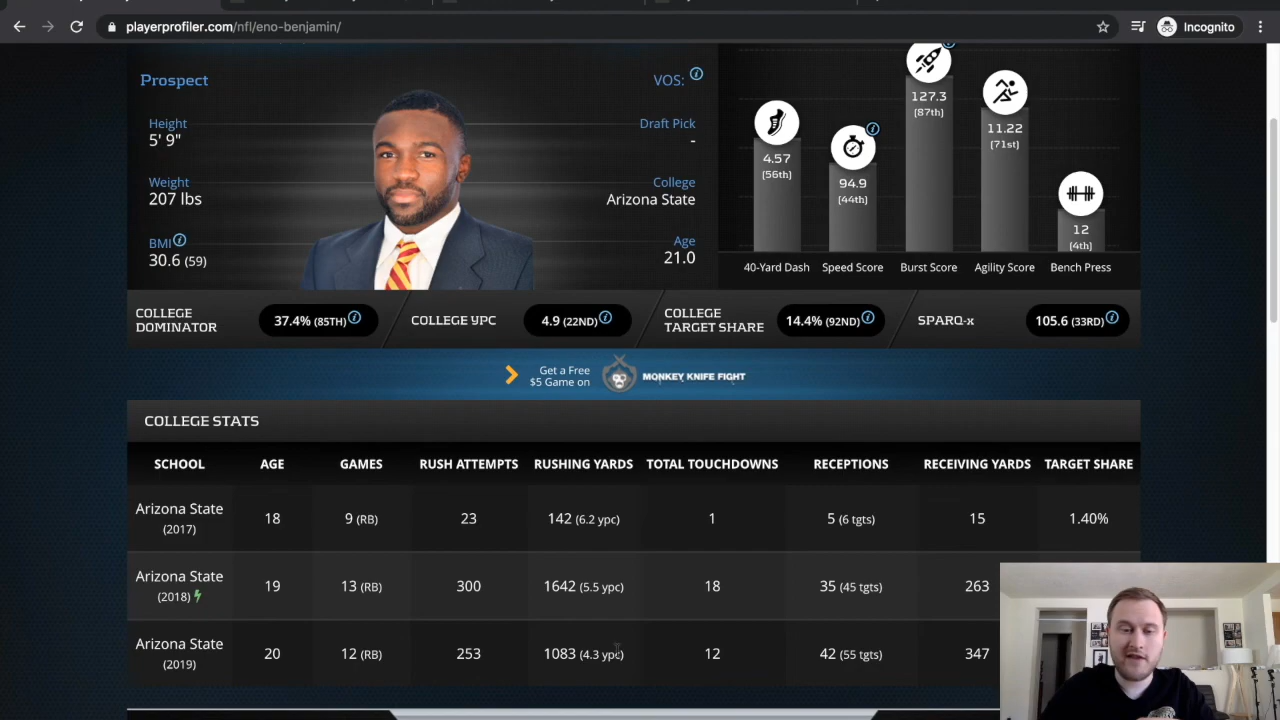 playerprofiler.com/nfl/eno-benjamin/
Incognito
Prospect
VOS:
Height
5' 9"
Draft Pick
-
Weight
207 lbs
College
Arizona State
BMI
30.6 (59)
Age
21.0
4.57
(56th)
94.9
(44th)
127.3
(87th)
11.22
(71st)
12
(4th)
40-Yard Dash
Speed Score
Burst Score
Agility Score
Bench Press
COLLEGE
DOMINATOR
37.4% (85TH)
COLLEGE YPC
4.9 (22ND)
COLLEGE
TARGET SHARE
14.4% (92ND)
SPARQ-x
105.6 (33RD)
Get a Free
$5 Game on
MONKEY KNIFE FIGHT
COLLEGE STATS
SCHOOL AGE GAMES RUSH ATTEMPTS RUSHING YARDS TOTAL TOUCHDOWNS RECEPTIONS RECEIVING YARDS TARGET SHARE
Arizona State
(2017)
18 9 (RB) 23 142 (6.2 ypc) 1 5 (6 tgts) 15 1.40%
Arizona State
(2018)
19 13 (RB) 300 1642 (5.5 ypc) 18 35 (45 tgts) 263
Arizona State
(2019)
20 12 (RB) 253 1083 (4.3 ypc) 12 42 (55 tgts) 347